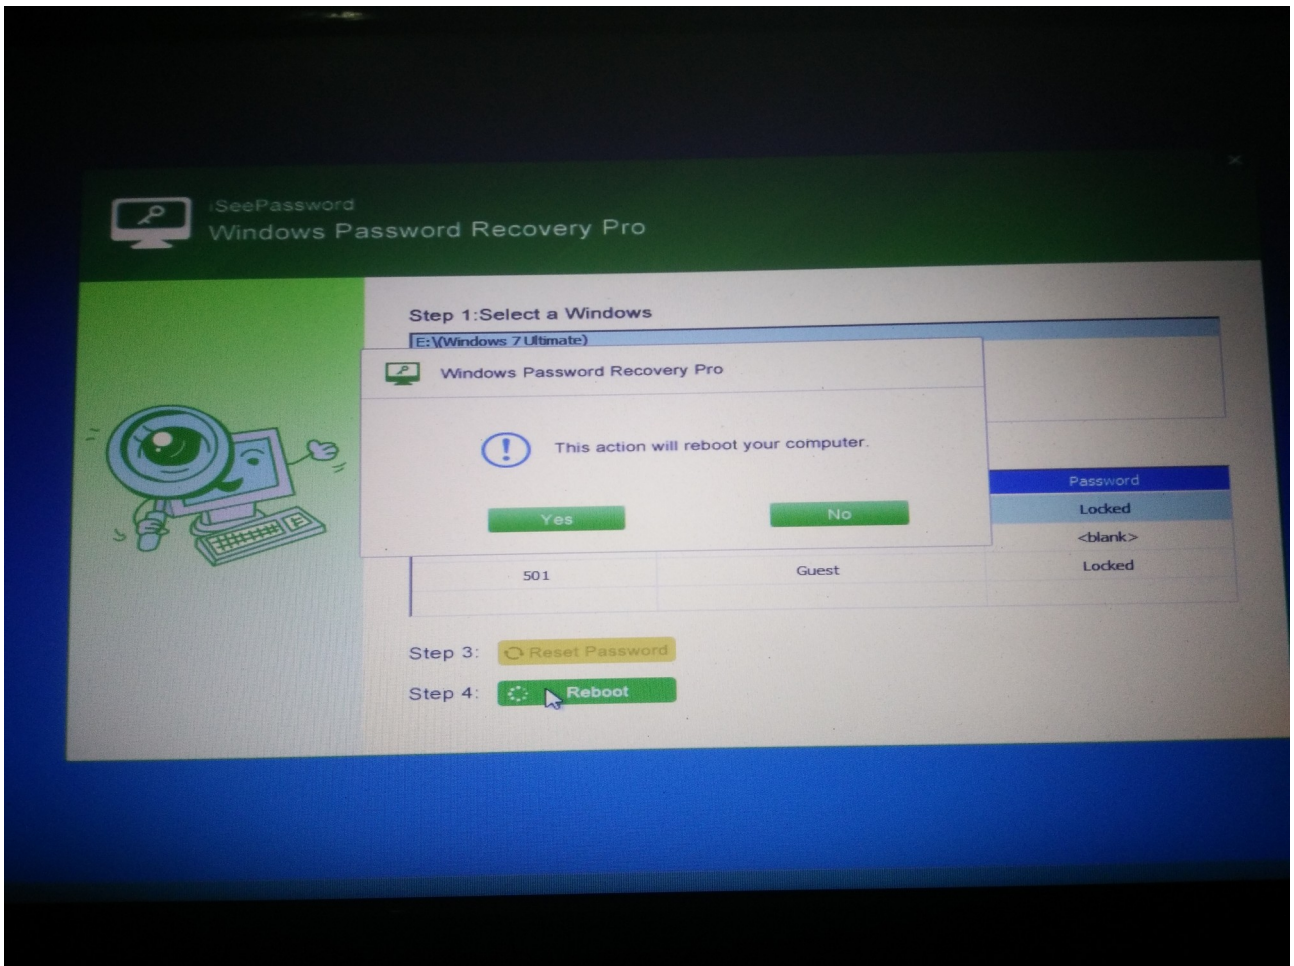 iSeePassword
Windows Password Recovery Pro
Step 1:Select a Windows
E:\(Windows 7 Ultimate)
Windows Password Recovery Pro
This action will reboot your computer.
Yes No
Password
Locked
<blank>
501 Guest Locked
Step 3: Reset Password
Step 4: Reboot